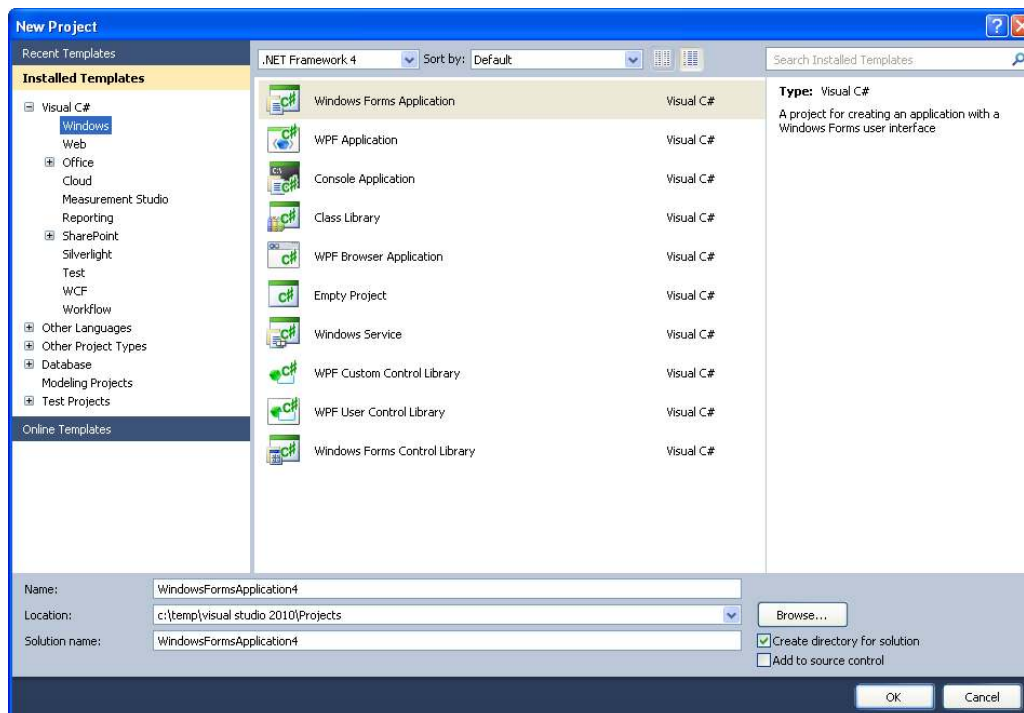 New Project
Recent Templates
Installed Templates
Visual C#
Windows
Web
Office
Cloud
Measurement Studio
Reporting
SharePoint
Silverlight
Test
WCF
Workflow
Other Languages
Other Project Types
Database
Modeling Projects
Test Projects
Online Templates
.NET Framework 4 Sort by: Default
Windows Forms Application Visual C#
WPF Application Visual C#
Console Application Visual C#
Class Library Visual C#
WPF Browser Application Visual C#
Empty Project Visual C#
Windows Service Visual C#
WPF Custom Control Library Visual C#
WPF User Control Library Visual C#
Windows Forms Control Library Visual C#
Search Installed Templates
Type: Visual C#
A project for creating an application with a
Windows Forms user interface
Name: WindowsFormsApplication4
Location: c:\temp\visual studio 2010\Projects Browse...
Solution name: WindowsFormsApplication4
Create directory for solution
Add to source control
OK Cancel